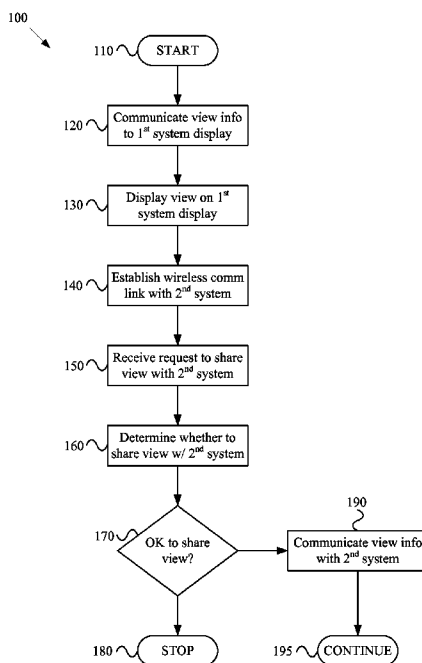 100
110
START
120
Communicate view info
to 1st system display
130
Display view on 1st
system display
140
Establish wireless comm
link with 2nd system
150
Receive request to share
view with 2nd system
160
Determine whether to
share view w/ 2nd system
170
OK to share
view?
190
Communicate view info
with 2nd system
180
STOP
195
CONTINUE